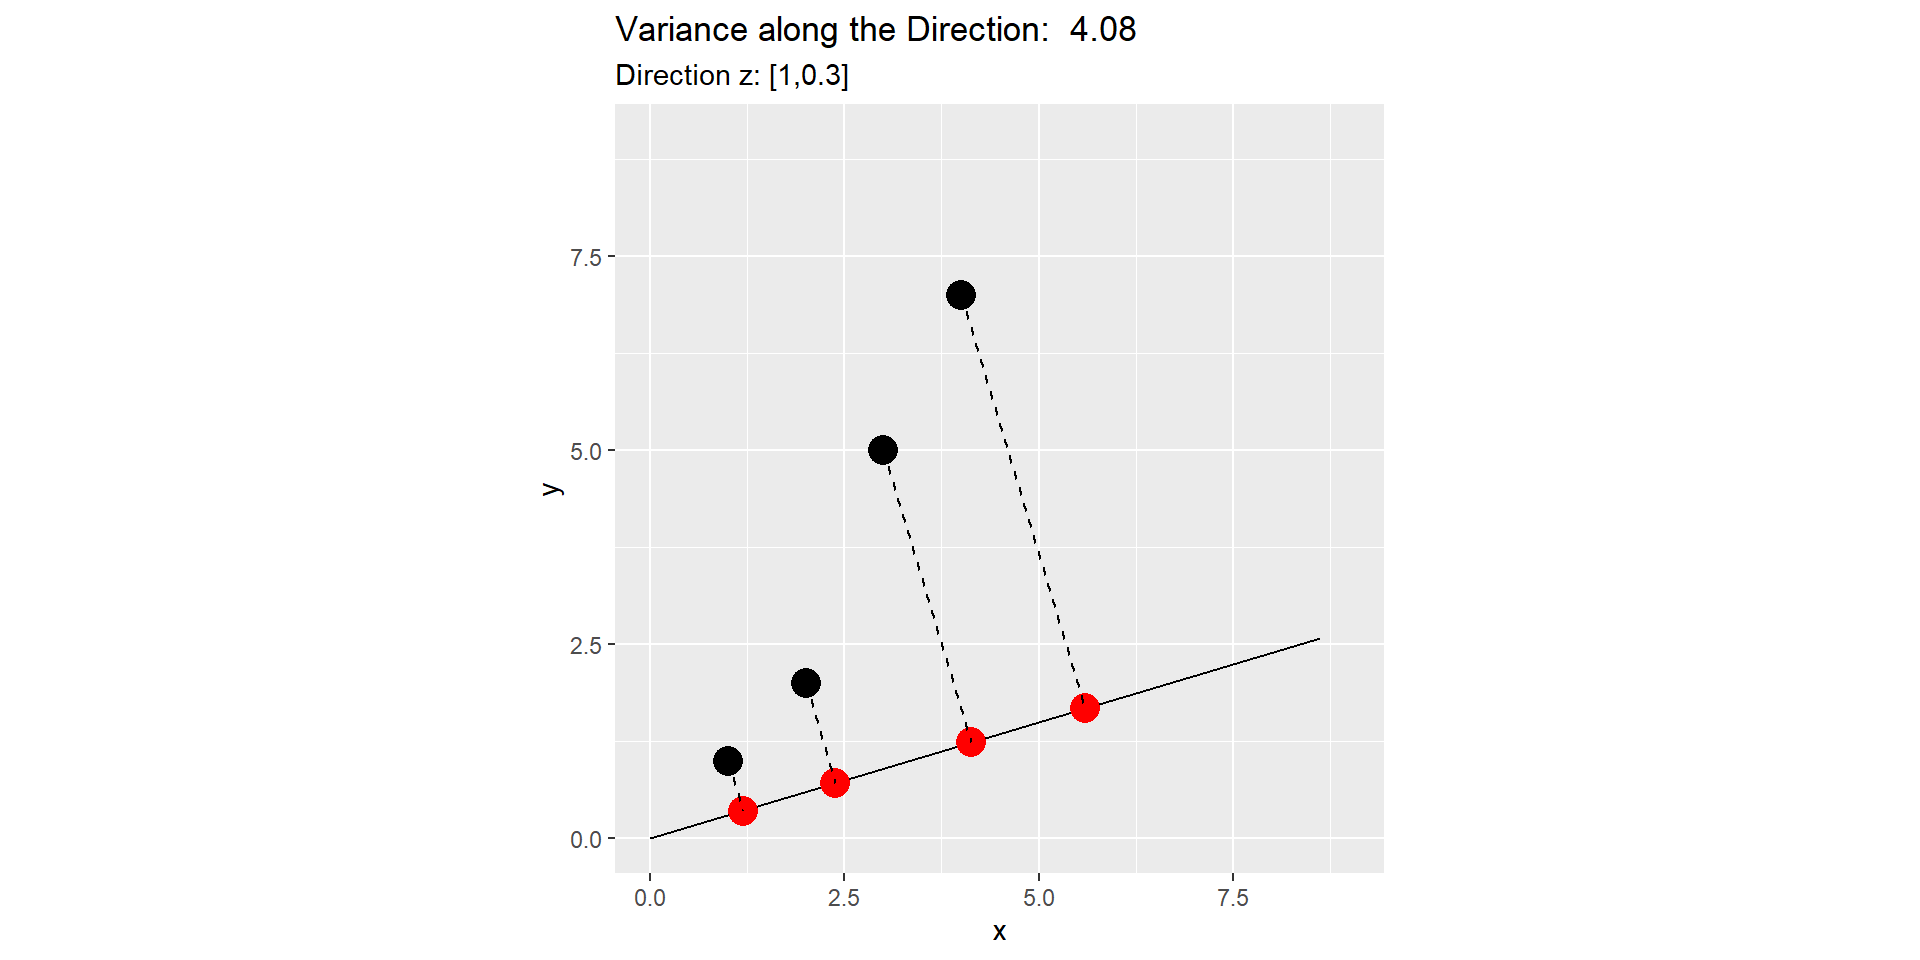 Variance along the Direction:  4.08
Direction z: [1,0.3]
7.5
5.0
2.5
0.0
y
0.0 2.5 5.0 7.5
x